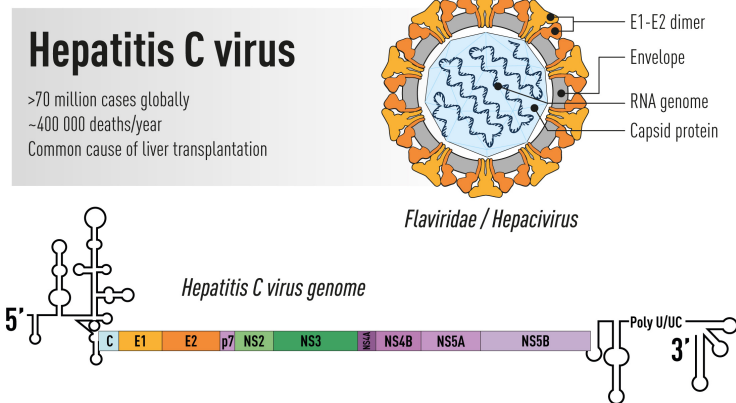 Hepatitis C virus
>70 million cases globally
~400 000 deaths/year
Common cause of liver transplantation
E1-E2 dimer
Envelope
RNA genome
Capsid protein
Flaviridae / Hepacivirus
Hepatitis C virus genome
5’
C E1 E2 p7 NS2 NS3 NS4A NS4B NS5A NS5B
Poly U/UC
3’